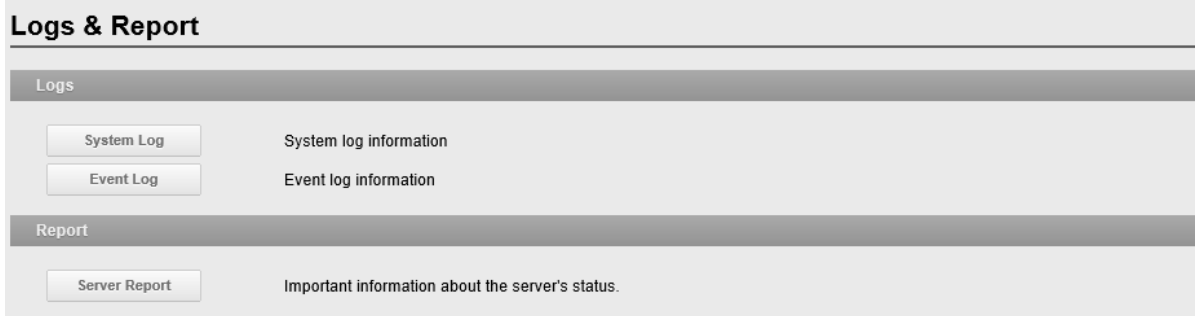 Logs & Report
Logs
System Log System log information
Event Log Event log information
Report
Server Report Important information about the server's status.